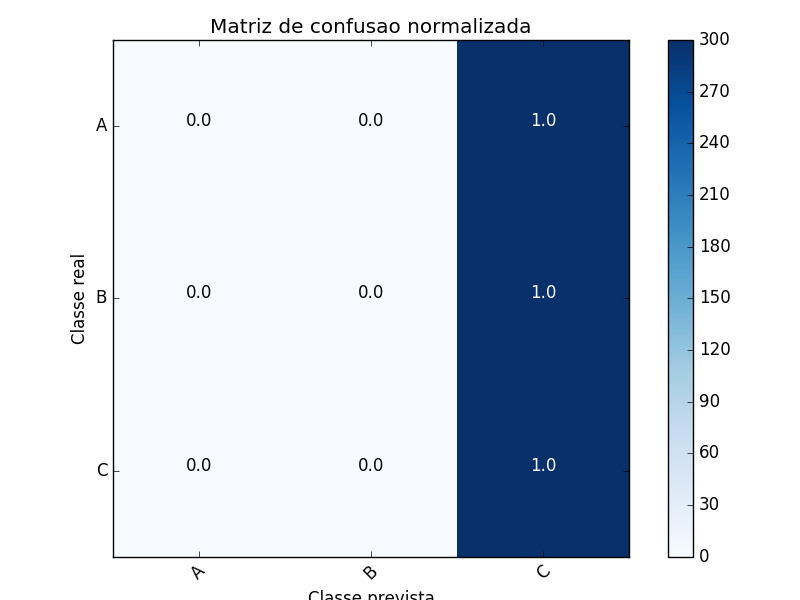 Matriz de confusao normalizada
Classe real
A 0.0 0.0 1.0
B 0.0 0.0 1.0
C 0.0 0.0 1.0
A B C
Classe prevista
300
270
240
210
180
150
120
90
60
30
0